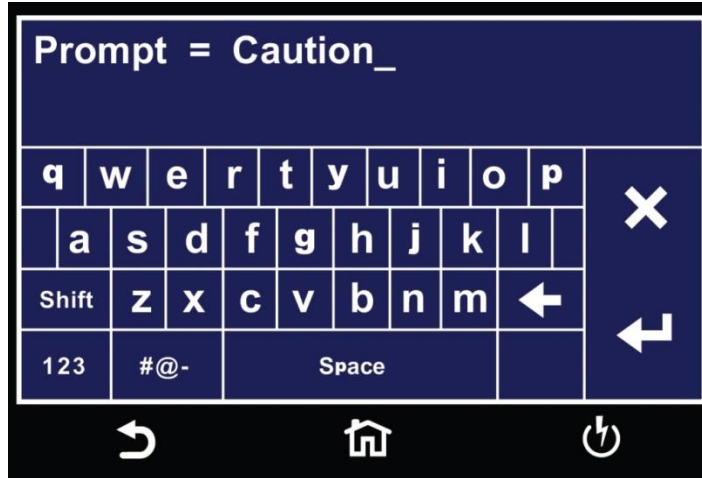 Prompt = Caution_
q w e r t y u i o p
a s d f g h j k l
Shift z x c v b n m
123 #@- Space